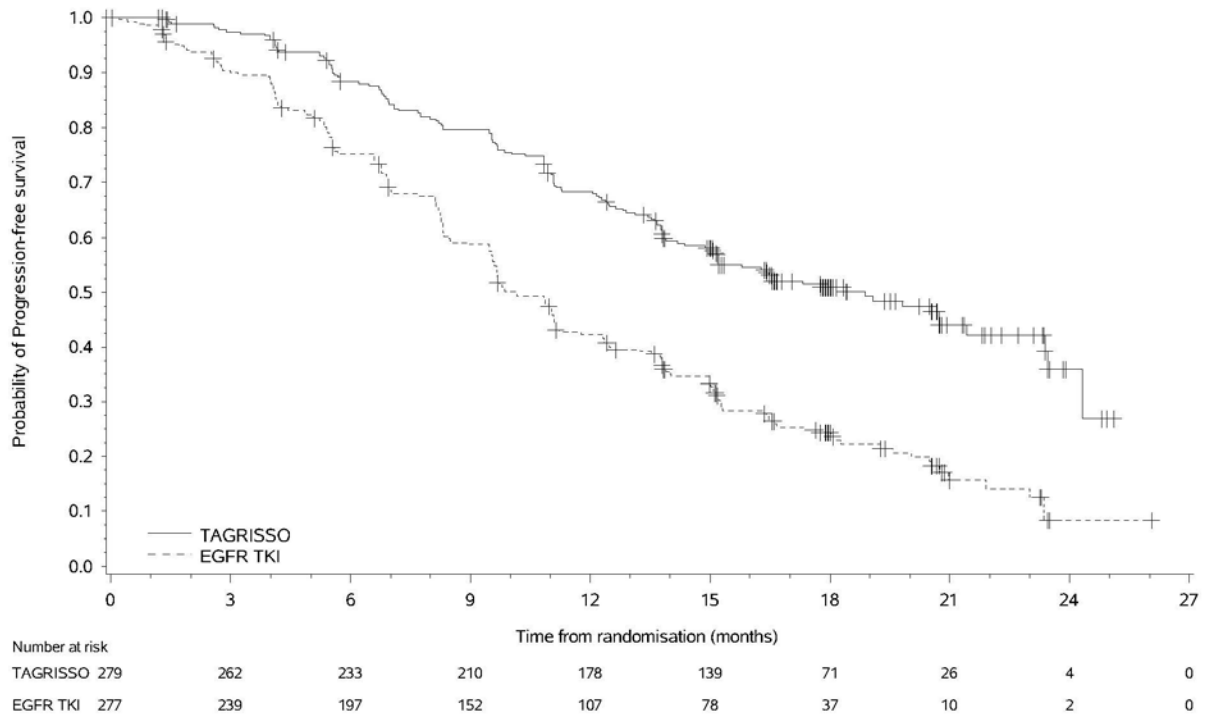 Probability of Progression-free survival
1.0
0.9
0.8
0.7
0.6
0.5
0.4
0.3
0.2
0.1
0.0
TAGRISSO
EGFR TKI
0 3 6 9 12 15 18 21 24 27
Time from randomisation (months)
Number at risk
TAGRISSO 279 262 233 210 178 139 71 26 4 0
EGFR TKI 277 239 197 152 107 78 37 10 2 0